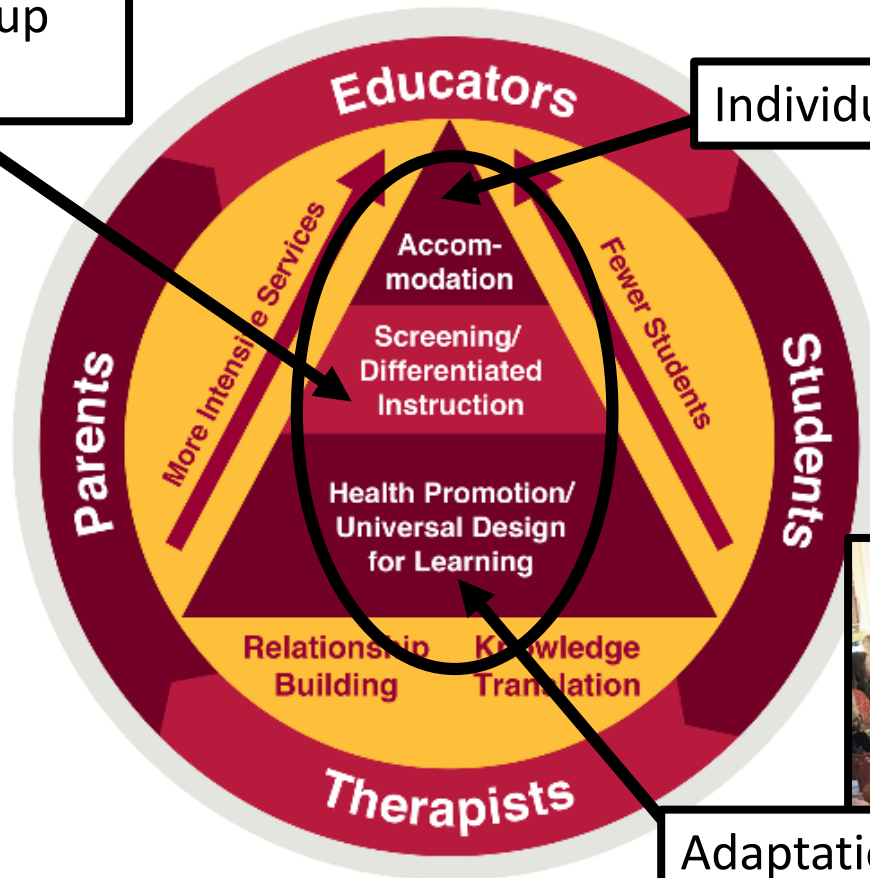 up
Individu
Educators
Parents
Students
Therapists
More Intensive Services
Fewer Students
Accom-
modation
Screening/
Differentiated
Instruction
Health Promotion/
Universal Design
for Learning
Relationship
Building
Knowledge
Translation
Adaptati